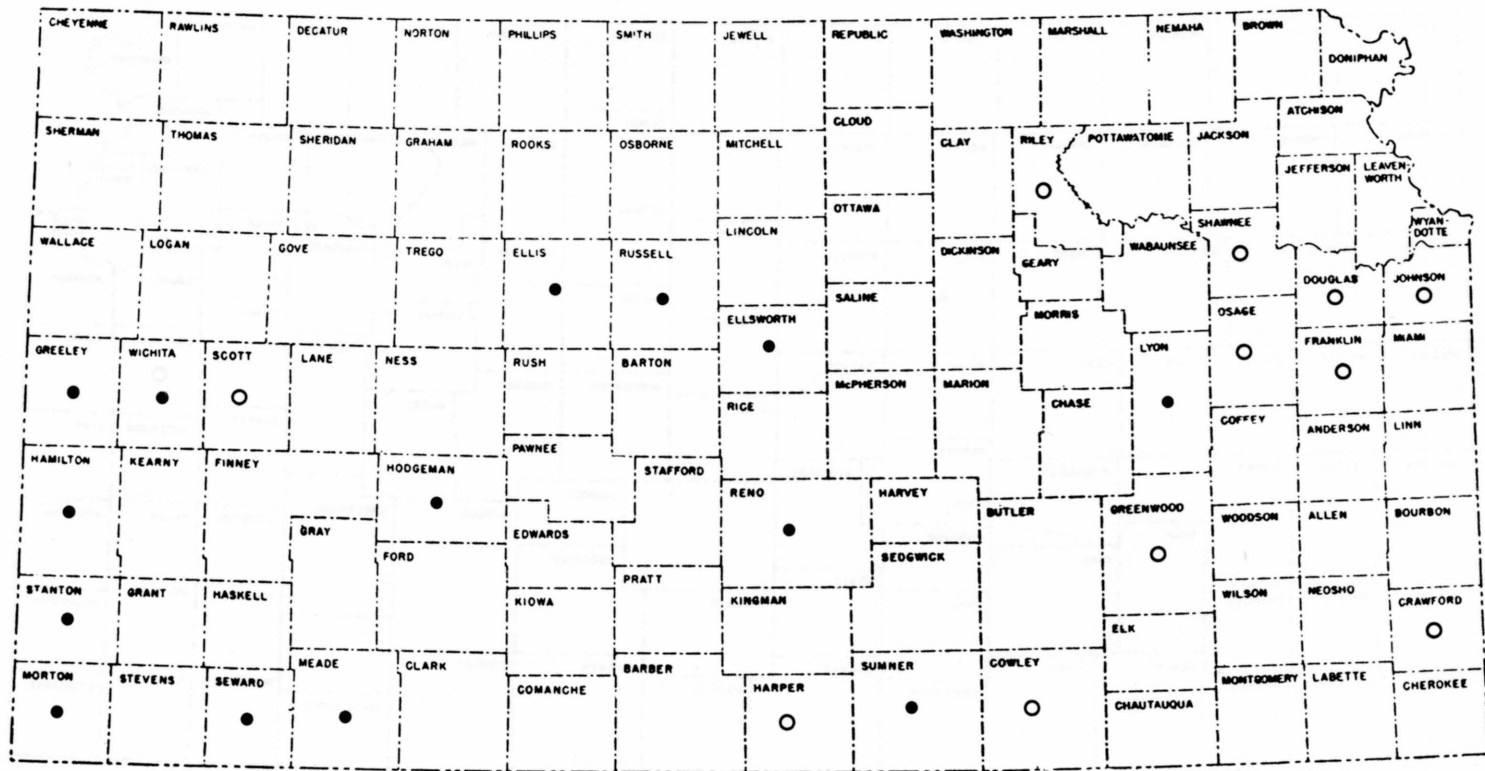 CHEYENNE RAWLINS DECATUR NORTON PHILLIPS SMITH JEWELL REPUBLIC WASHINGTON MARSHALL NEMAHA BROWN
DONIPHAN
ATCHISON
CLOUD
SHERMAN THOMAS SHERIDAN GRAHAM ROOKS OSBORNE MITCHELL CLAY RILEY POTTAWATOMIE JACKSON
JEFFERSON LEAVEN
WORTH
OTTAWA
WYAN-
DOTTE
LINCOLN
SHAWNEE
WALLACE LOGAN GOVE TREGO ELLIS RUSSELL DICKINSON WABAUNSEE
GEARY
DOUGLAS JOHNSON
SALINE
OSAGE
ELLSWORTH MORRIS
GREELEY WICHITA SCOTT LANE NESS RUSH BARTON LYON FRANKLIN MIAMI
McPHERSON MARION
RICE CHASE
COFFEY ANDERSON LINN
PAWNEE
HAMILTON KEARNY FINNEY HODGEMAN STAFFORD
RENO HARVEY
GREENWOOD
BUTLER WOODSON ALLEN BOURBON
GRAY EDWARDS
FORD SEDGWICK
PRATT
STANTON GRANT HASKELL KIOWA KINGMAN WILSON NEOSHO CRAWFORD
ELK
MEADE CLARK BARBER SUMNER COWLEY
MORTON STEVENS SEWARD COMANCHE HARPER MONTGOMERY LABETTE CHEROKEE
CHAUTAUQUA